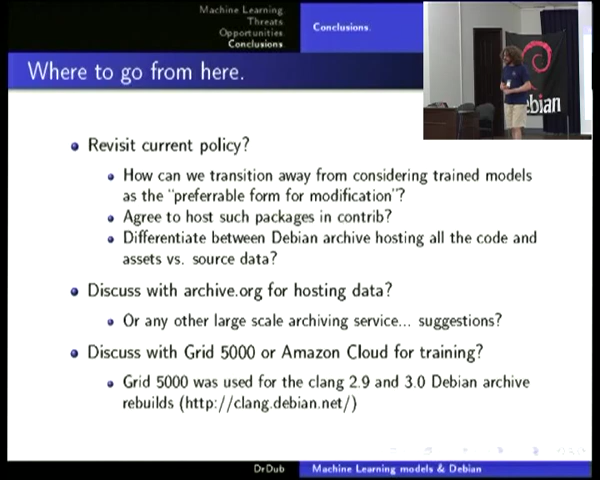 Machine Learning
Threats
Opportunities
Conclusions
Conclusions.
Where to go from here.
ebian
Revisit current policy?
How can we transition away from considering trained models
as the "preferrable form for modification"?
Agree to host such packages in contrib?
Differentiate between Debian archive hosting all the code and
assets vs. source data?
Discuss with archive.org for hosting data?
Or any other large scale archiving service... suggestions?
Discuss with Grid 5000 or Amazon Cloud for training?
Grid 5000 was used for the clang 2.9 and 3.0 Debian archive
rebuilds (http://clang.debian.net/)
DrDub
Machine Learning models & Debian